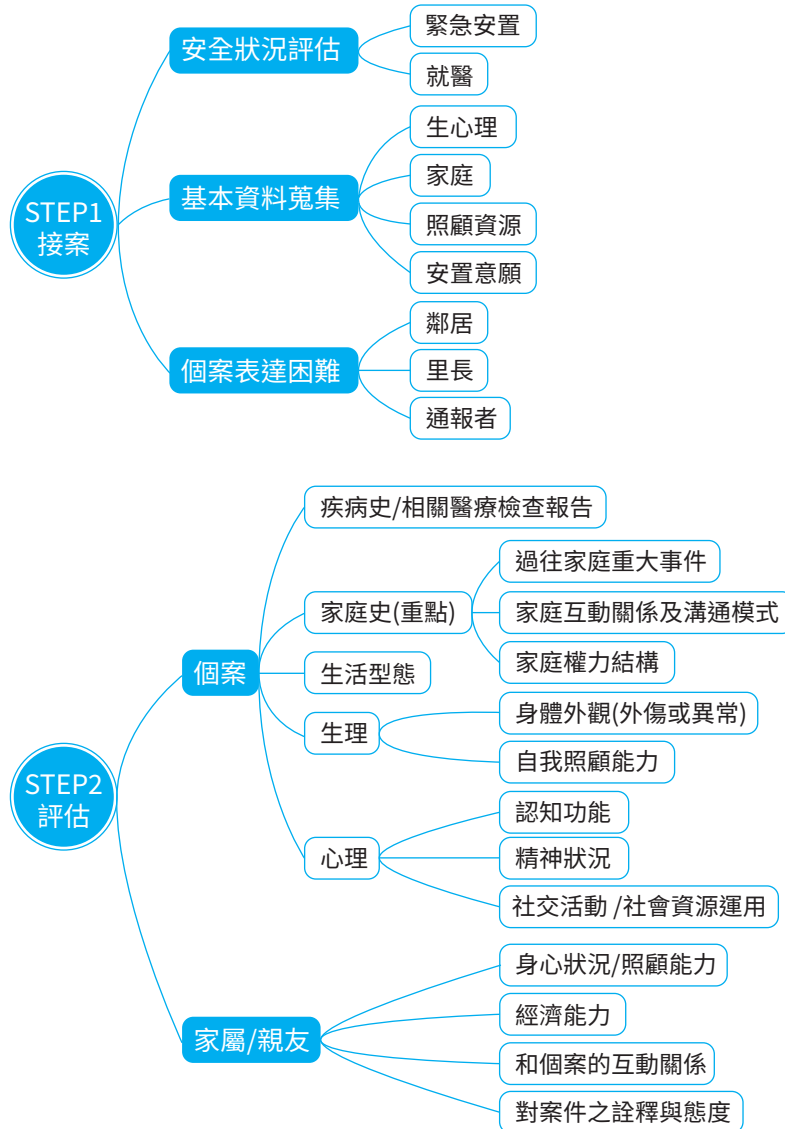 STEP1
接案
安全狀況評估
緊急安置
就醫
基本資料蒐集
生心理
家庭
照顧資源
安置意願
個案表達困難
鄰居
里長
通報者
STEP2
評估
個案
疾病史/相關醫療檢查報告
家庭史(重點)
過往家庭重大事件
家庭互動關係及溝通模式
家庭權力結構
生活型態
生理
身體外觀(外傷或異常)
自我照顧能力
心理
認知功能
精神狀況
社交活動 /社會資源運用
家屬/親友
身心狀況/照顧能力
經濟能力
和個案的互動關係
對案件之詮釋與態度